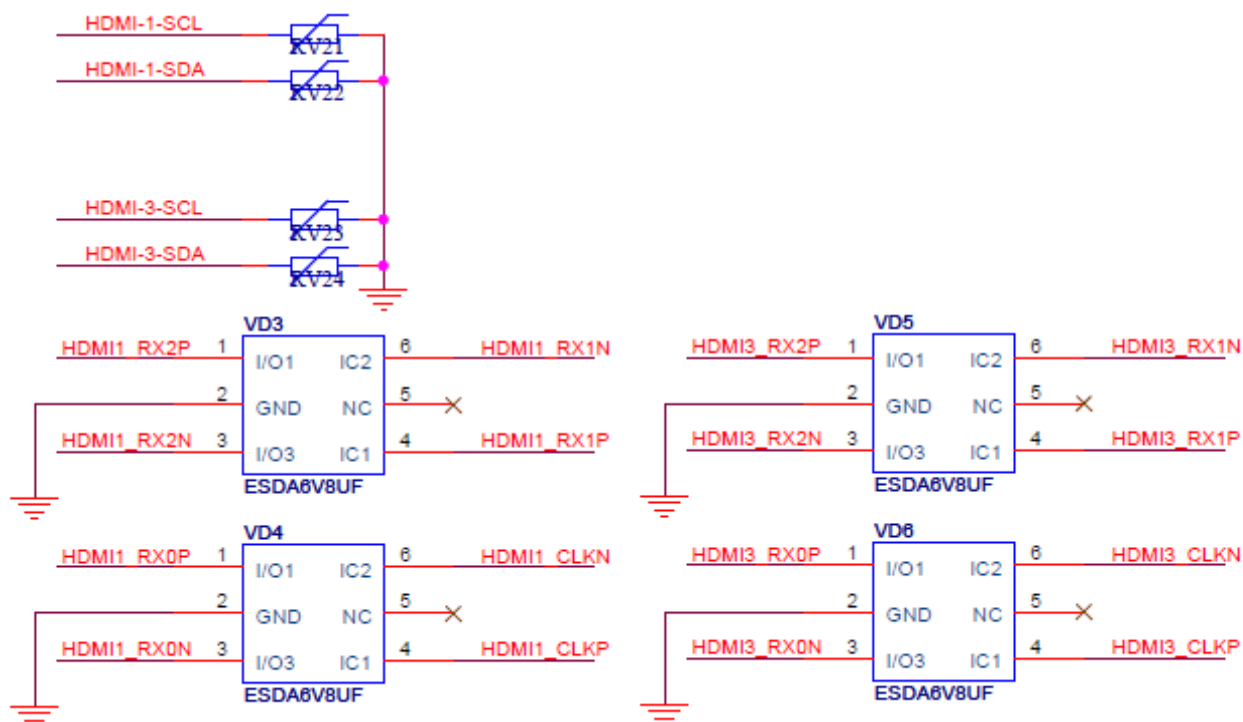 HDMI-1-SCL
RV21
HDMI-1-SDA
RV22
HDMI-3-SCL
RV23
HDMI-3-SDA
RV24
VD3
HDMI1_RX2P 1 I/O1 IC2 6 HDMI1_RX1N
2 GND NC 5
HDMI1_RX2N 3 I/O3 IC1 4 HDMI1_RX1P
ESDA6V8UF
VD5
HDMI3_RX2P 1 I/O1 IC2 6 HDMI3_RX1N
2 GND NC 5
HDMI3_RX2N 3 I/O3 IC1 4 HDMI3_RX1P
ESDA6V8UF
VD4
HDMI1_RX0P 1 I/O1 IC2 6 HDMI1_CLKN
2 GND NC 5
HDMI1_RX0N 3 I/O3 IC1 4 HDMI1_CLKP
ESDA6V8UF
VD6
HDMI3_RX0P 1 I/O1 IC2 6 HDMI3_CLKN
2 GND NC 5
HDMI3_RX0N 3 I/O3 IC1 4 HDMI3_CLKP
ESDA6V8UF